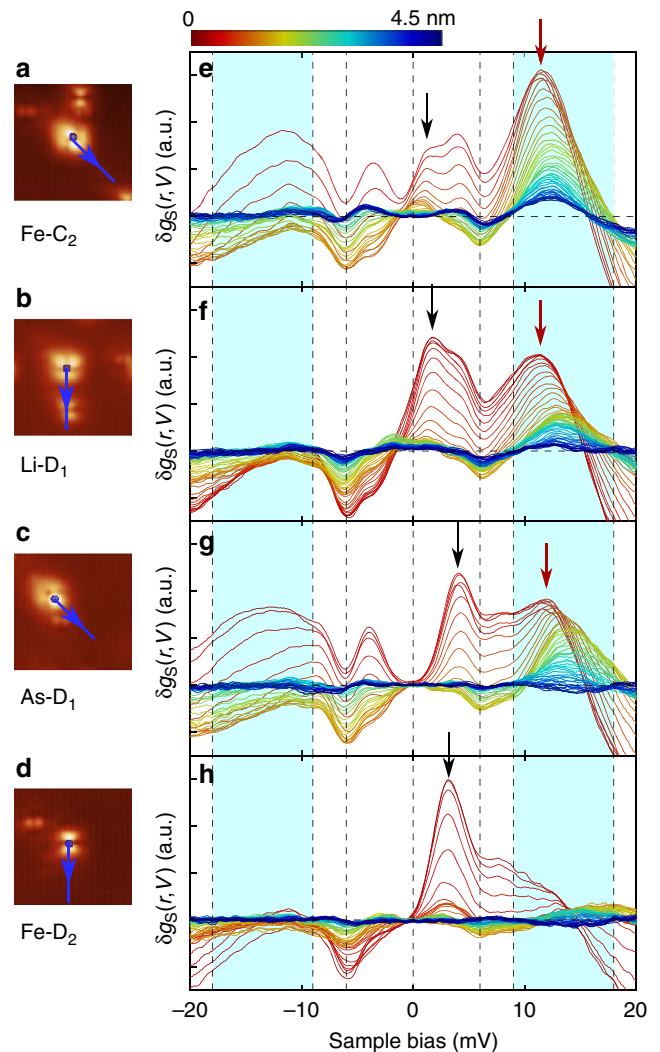 0 4.5 nm
a
Fe-C₂
b
Li-D₁
c
As-D₁
d
Fe-D₂
e
δgS(r, V) (a.u.)
f
δgS(r, V) (a.u.)
g
δgS(r, V) (a.u.)
h
δgS(r, V) (a.u.)
−20 −10 0 10 20
Sample bias (mV)